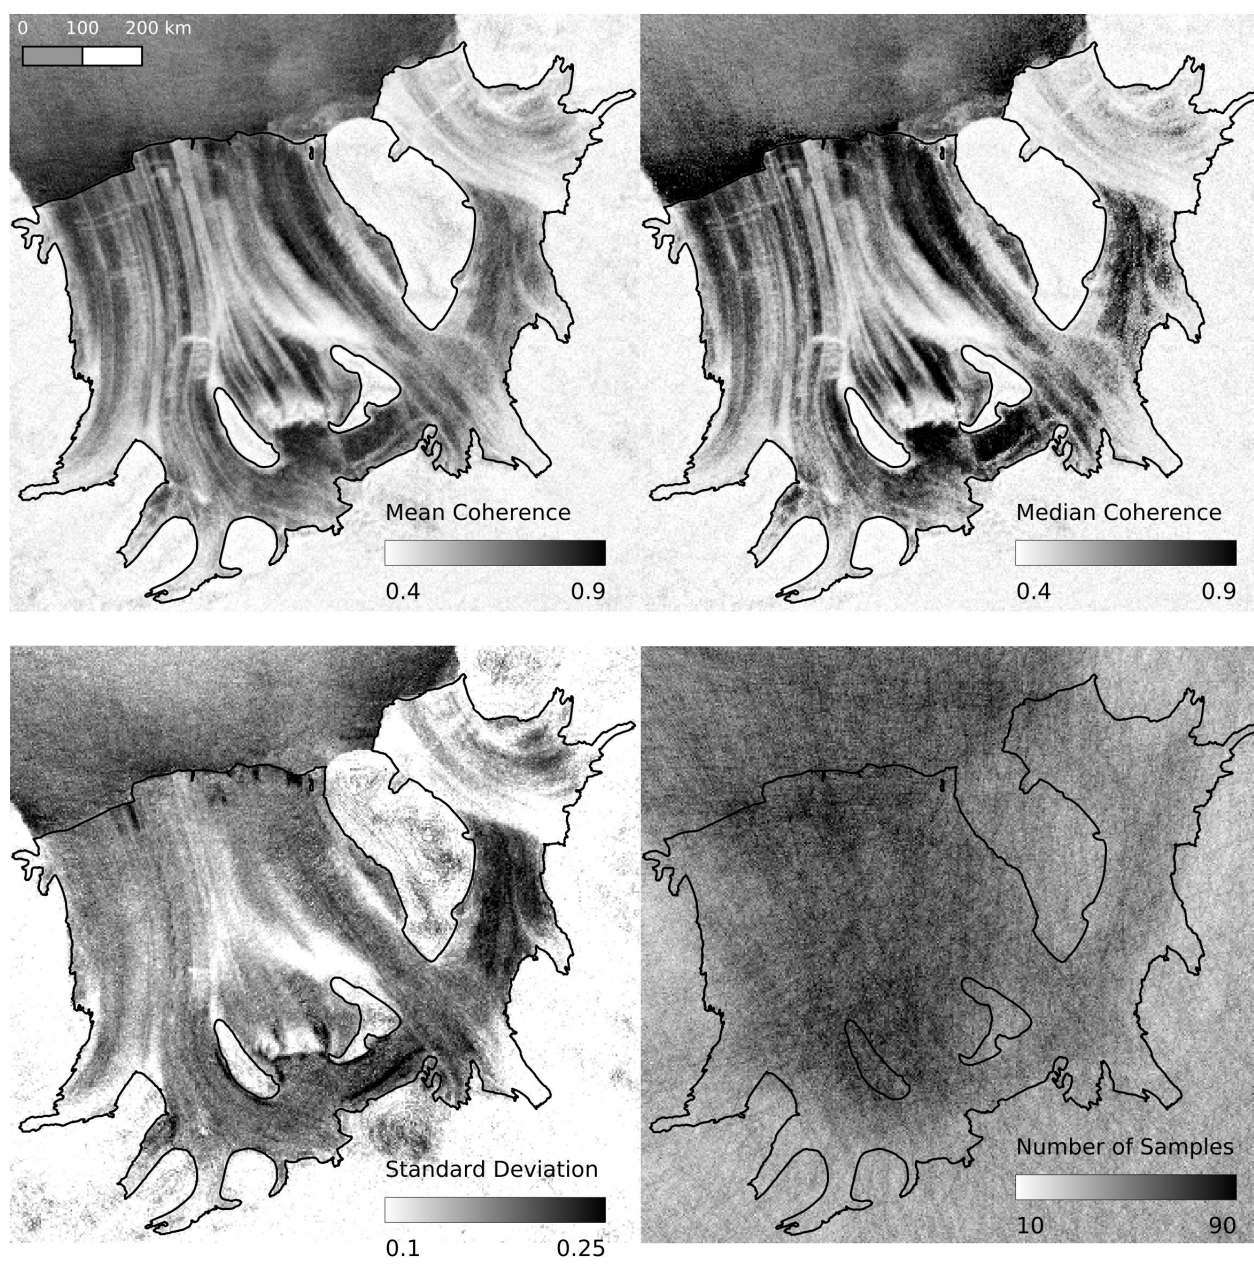 0 100 200 km
Mean Coherence
0.4 0.9
Median Coherence
0.4 0.9
Standard Deviation
0.1 0.25
Number of Samples
10 90